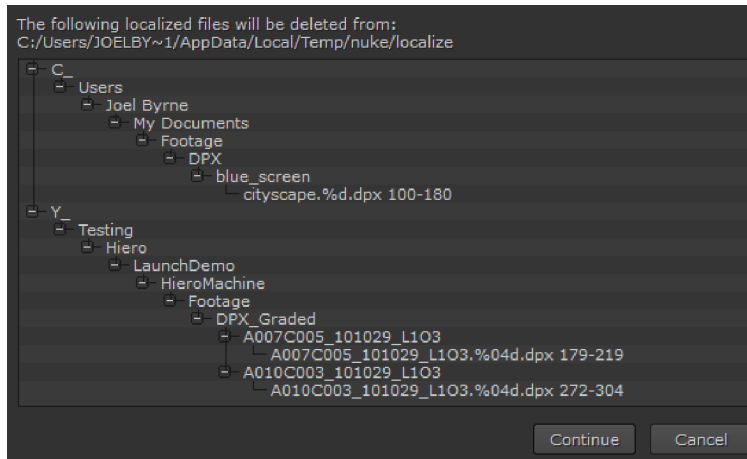 The following localized files will be deleted from:
C:/Users/JOELBY~1/AppData/Local/Temp/nuke/localize
C_
Users
Joel Byrne
My Documents
Footage
DPX
blue_screen
cityscape.%d.dpx 100-180
Y_
Testing
Hiero
LaunchDemo
HieroMachine
Footage
DPX_Graded
A007C005_101029_L1O3
A007C005_101029_L1O3.%04d.dpx 179-219
A010C003_101029_L1O3
A010C003_101029_L1O3.%04d.dpx 272-304
Continue Cancel